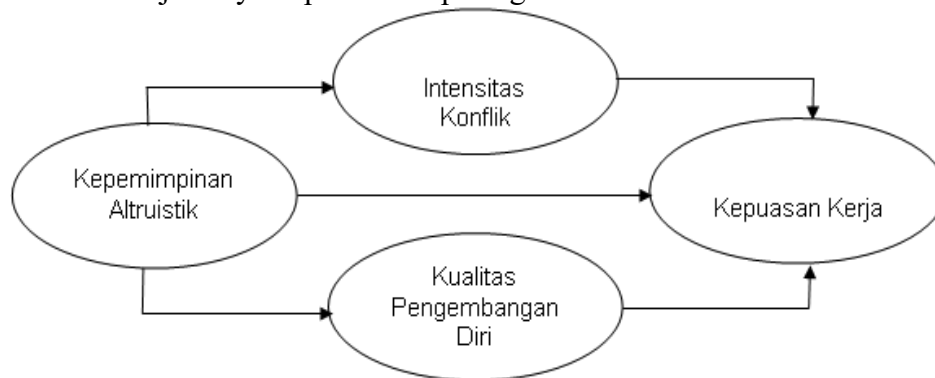 Intensitas
Konflik
Kepemimpinan
Altruistik
Kepuasan Kerja
Kualitas
Pengembangan
Diri